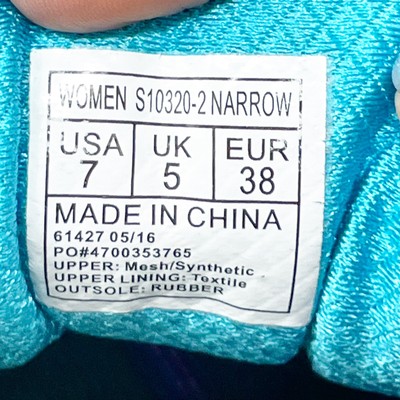 WOMEN S10320-2 NARROW
USA UK EUR
7 5 38
MADE IN CHINA
61427 05/16
PO#4700353765
UPPER: Mesh/Synthetic
UPPER LINING: Textile
OUTSOLE: RUBBER